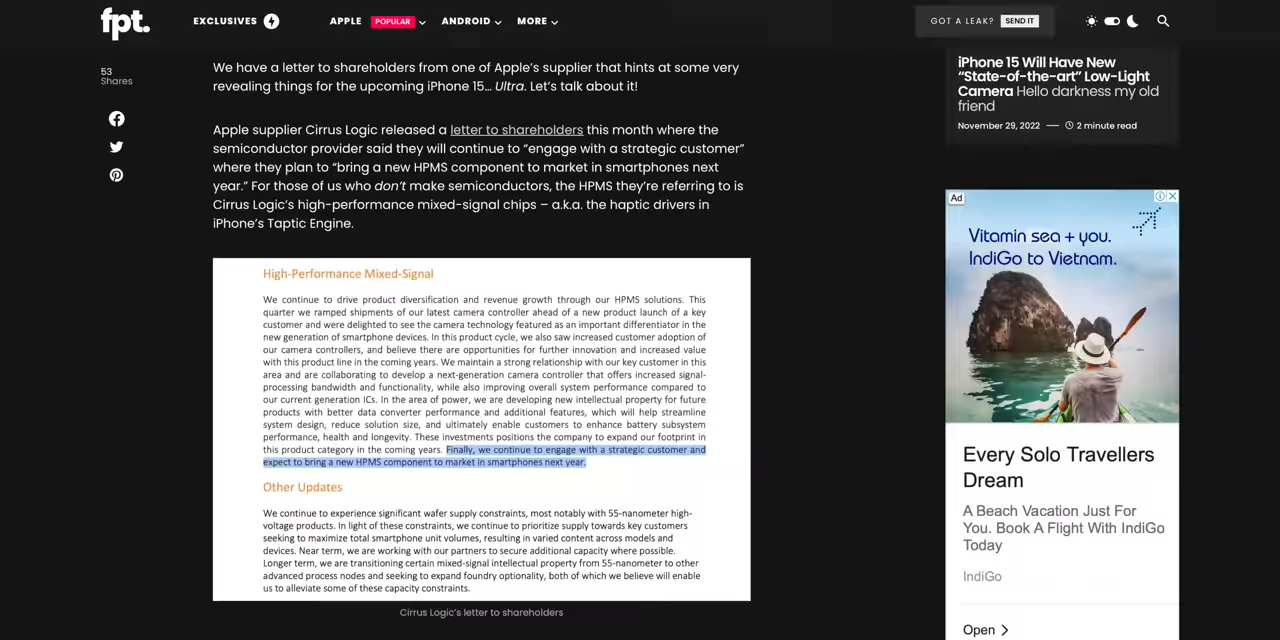 fpt.
EXCLUSIVES
APPLE POPULAR
ANDROID
MORE
GOT A LEAK? SEND IT
53
Shares
We have a letter to shareholders from one of Apple’s supplier that hints at some very
revealing things for the upcoming iPhone 15… Ultra. Let’s talk about it!
Apple supplier Cirrus Logic released a letter to shareholders this month where the
semiconductor provider said they will continue to “engage with a strategic customer”
where they plan to “bring a new HPMS component to market in smartphones next
year.” For those of us who don’t make semiconductors, the HPMS they’re referring to is
Cirrus Logic’s high-performance mixed-signal chips – a.k.a. the haptic drivers in
iPhone’s Taptic Engine.
High-Performance Mixed-Signal
We continue to drive product diversification and revenue growth through our HPMS solutions. This
quarter we ramped shipments of our latest camera controller ahead of a new product launch of a key
customer and were delighted to see the camera technology featured as an important differentiator in the
new generation of smartphone devices. In this product cycle, we also saw increased customer adoption of
our camera controllers, and believe there are opportunities for further innovation and increased value
with this product line in the coming years. We maintain a strong relationship with our key customer in this
area and are collaborating to develop a next-generation camera controller that offers increased signal-
processing bandwidth and functionality, while also improving overall system performance compared to
our current generation ICs. In the area of power, we are developing new intellectual property for future
products with better data converter performance and additional features, which will help streamline
system design, reduce solution size, and ultimately enable customers to enhance battery subsystem
performance, health and longevity. These investments positions the company to expand our footprint in
this product category in the coming years. Finally, we continue to engage with a strategic customer and
expect to bring a new HPMS component to market in smartphones next year.
Other Updates
We continue to experience significant wafer supply constraints, most notably with 55-nanometer high-
voltage products. In light of these constraints, we continue to prioritize supply towards key customers
seeking to maximize total smartphone unit volumes, resulting in varied content across models and
devices. Near term, we are working with our partners to secure additional capacity where possible.
Longer term, we are transitioning certain mixed-signal intellectual property from 55-nanometer to other
advanced process nodes and seeking to expand foundry optionality, both of which we believe will enable
us to alleviate some of these capacity constraints.
Cirrus Logic’s letter to shareholders
iPhone 15 Will Have New
“State-of-the-art” Low-Light
Camera Hello darkness my old
friend
November 29, 2022 — 2 minute read
Ad
Vitamin sea + you.
IndiGo to Vietnam.
Every Solo Travellers
Dream
A Beach Vacation Just For
You. Book A Flight With IndiGo
Today
IndiGo
Open